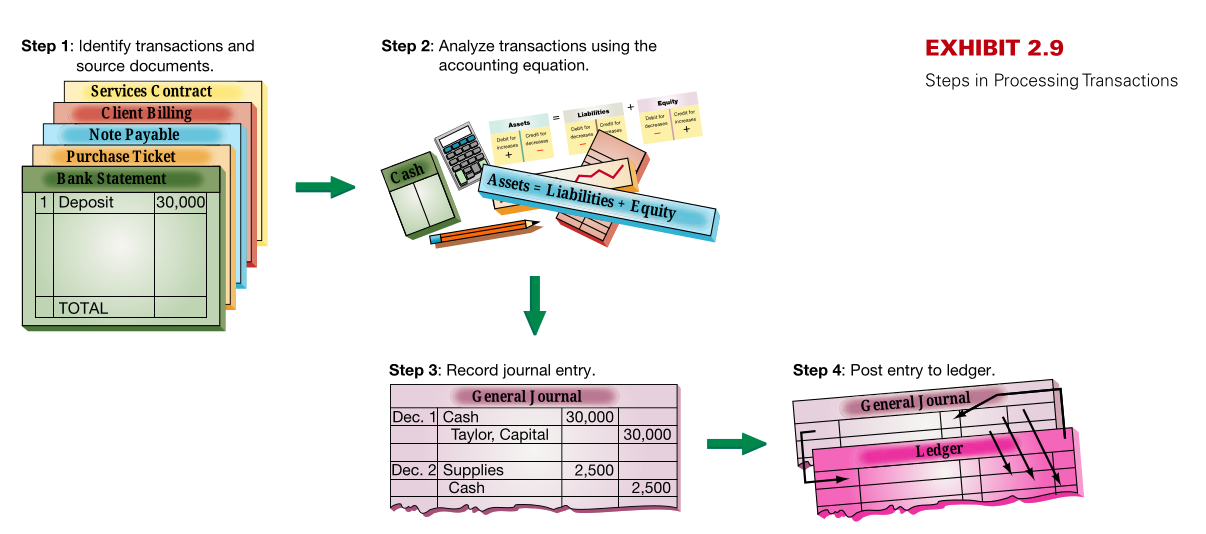 Step 1: Identify transactions and
source documents.
Services Contract
Client Billing
Note Payable
Purchase Ticket
Bank Statement
1 Deposit 30,000
TOTAL
Step 2: Analyze transactions using the
accounting equation.
Assets = Liabilities + Equity
Debit for increases + Credit for decreases −
Debit for decreases − Credit for increases
Debit for decreases − Credit for increases +
Cash
Assets = Liabilities + Equity
EXHIBIT 2.9
Steps in Processing Transactions
Step 3: Record journal entry.
General Journal
Dec. 1 Cash 30,000
Taylor, Capital 30,000
Dec. 2 Supplies 2,500
Cash 2,500
Step 4: Post entry to ledger.
General Journal
Ledger